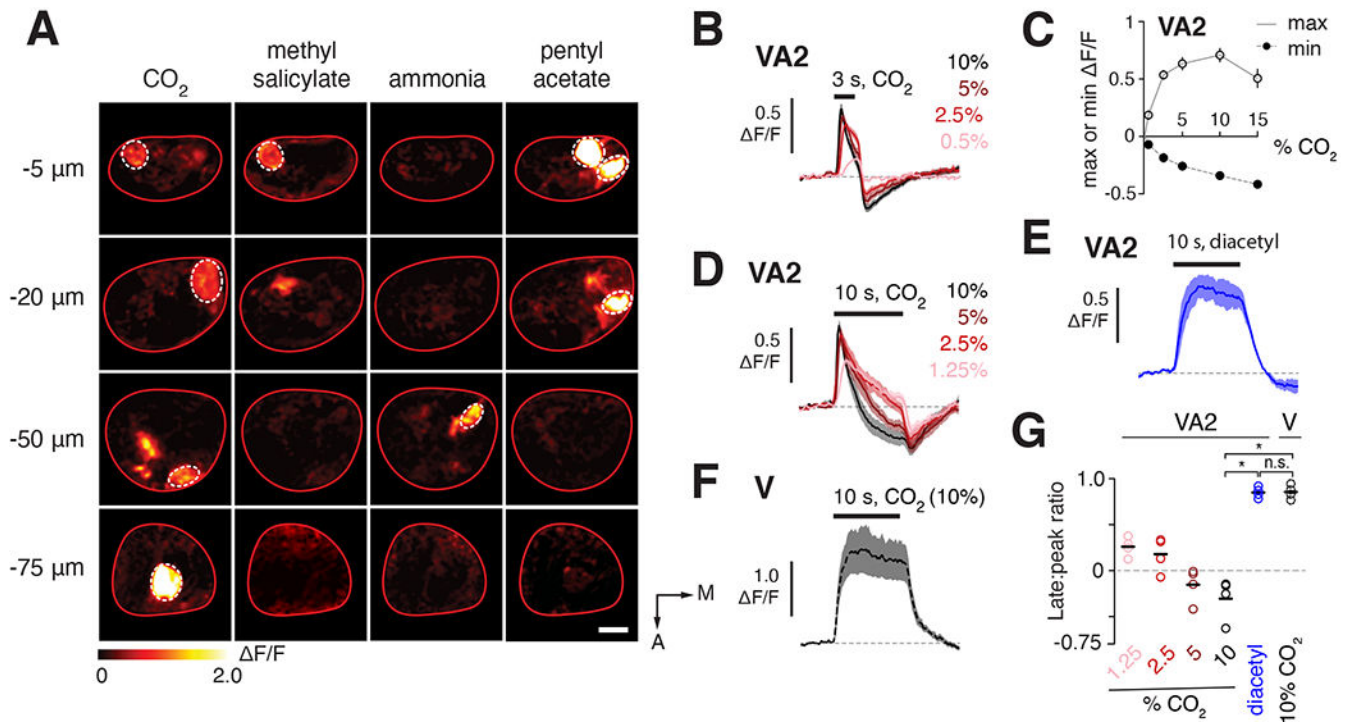 A
CO2
methyl
salicylate
ammonia
pentyl
acetate
-5 µm
-20 µm
-50 µm
-75 µm
M
A
ΔF/F
0
2.0
B
VA2
3 s, CO2
10%
5%
2.5%
0.5%
0.5
ΔF/F
C
VA2
max
min
max or min ΔF/F
1
0.5
0
-0.5
5
10
15
% CO2
D
VA2
10 s, CO2
10%
5%
2.5%
1.25%
0.5
ΔF/F
E
VA2
10 s, diacetyl
0.5
ΔF/F
F
V
10 s, CO2 (10%)
1.0
ΔF/F
G
VA2
V
*
*
n.s.
Late:peak ratio
1.0
0
-0.75
1.25
2.5
5
10
diacetyl
10% CO2
% CO2